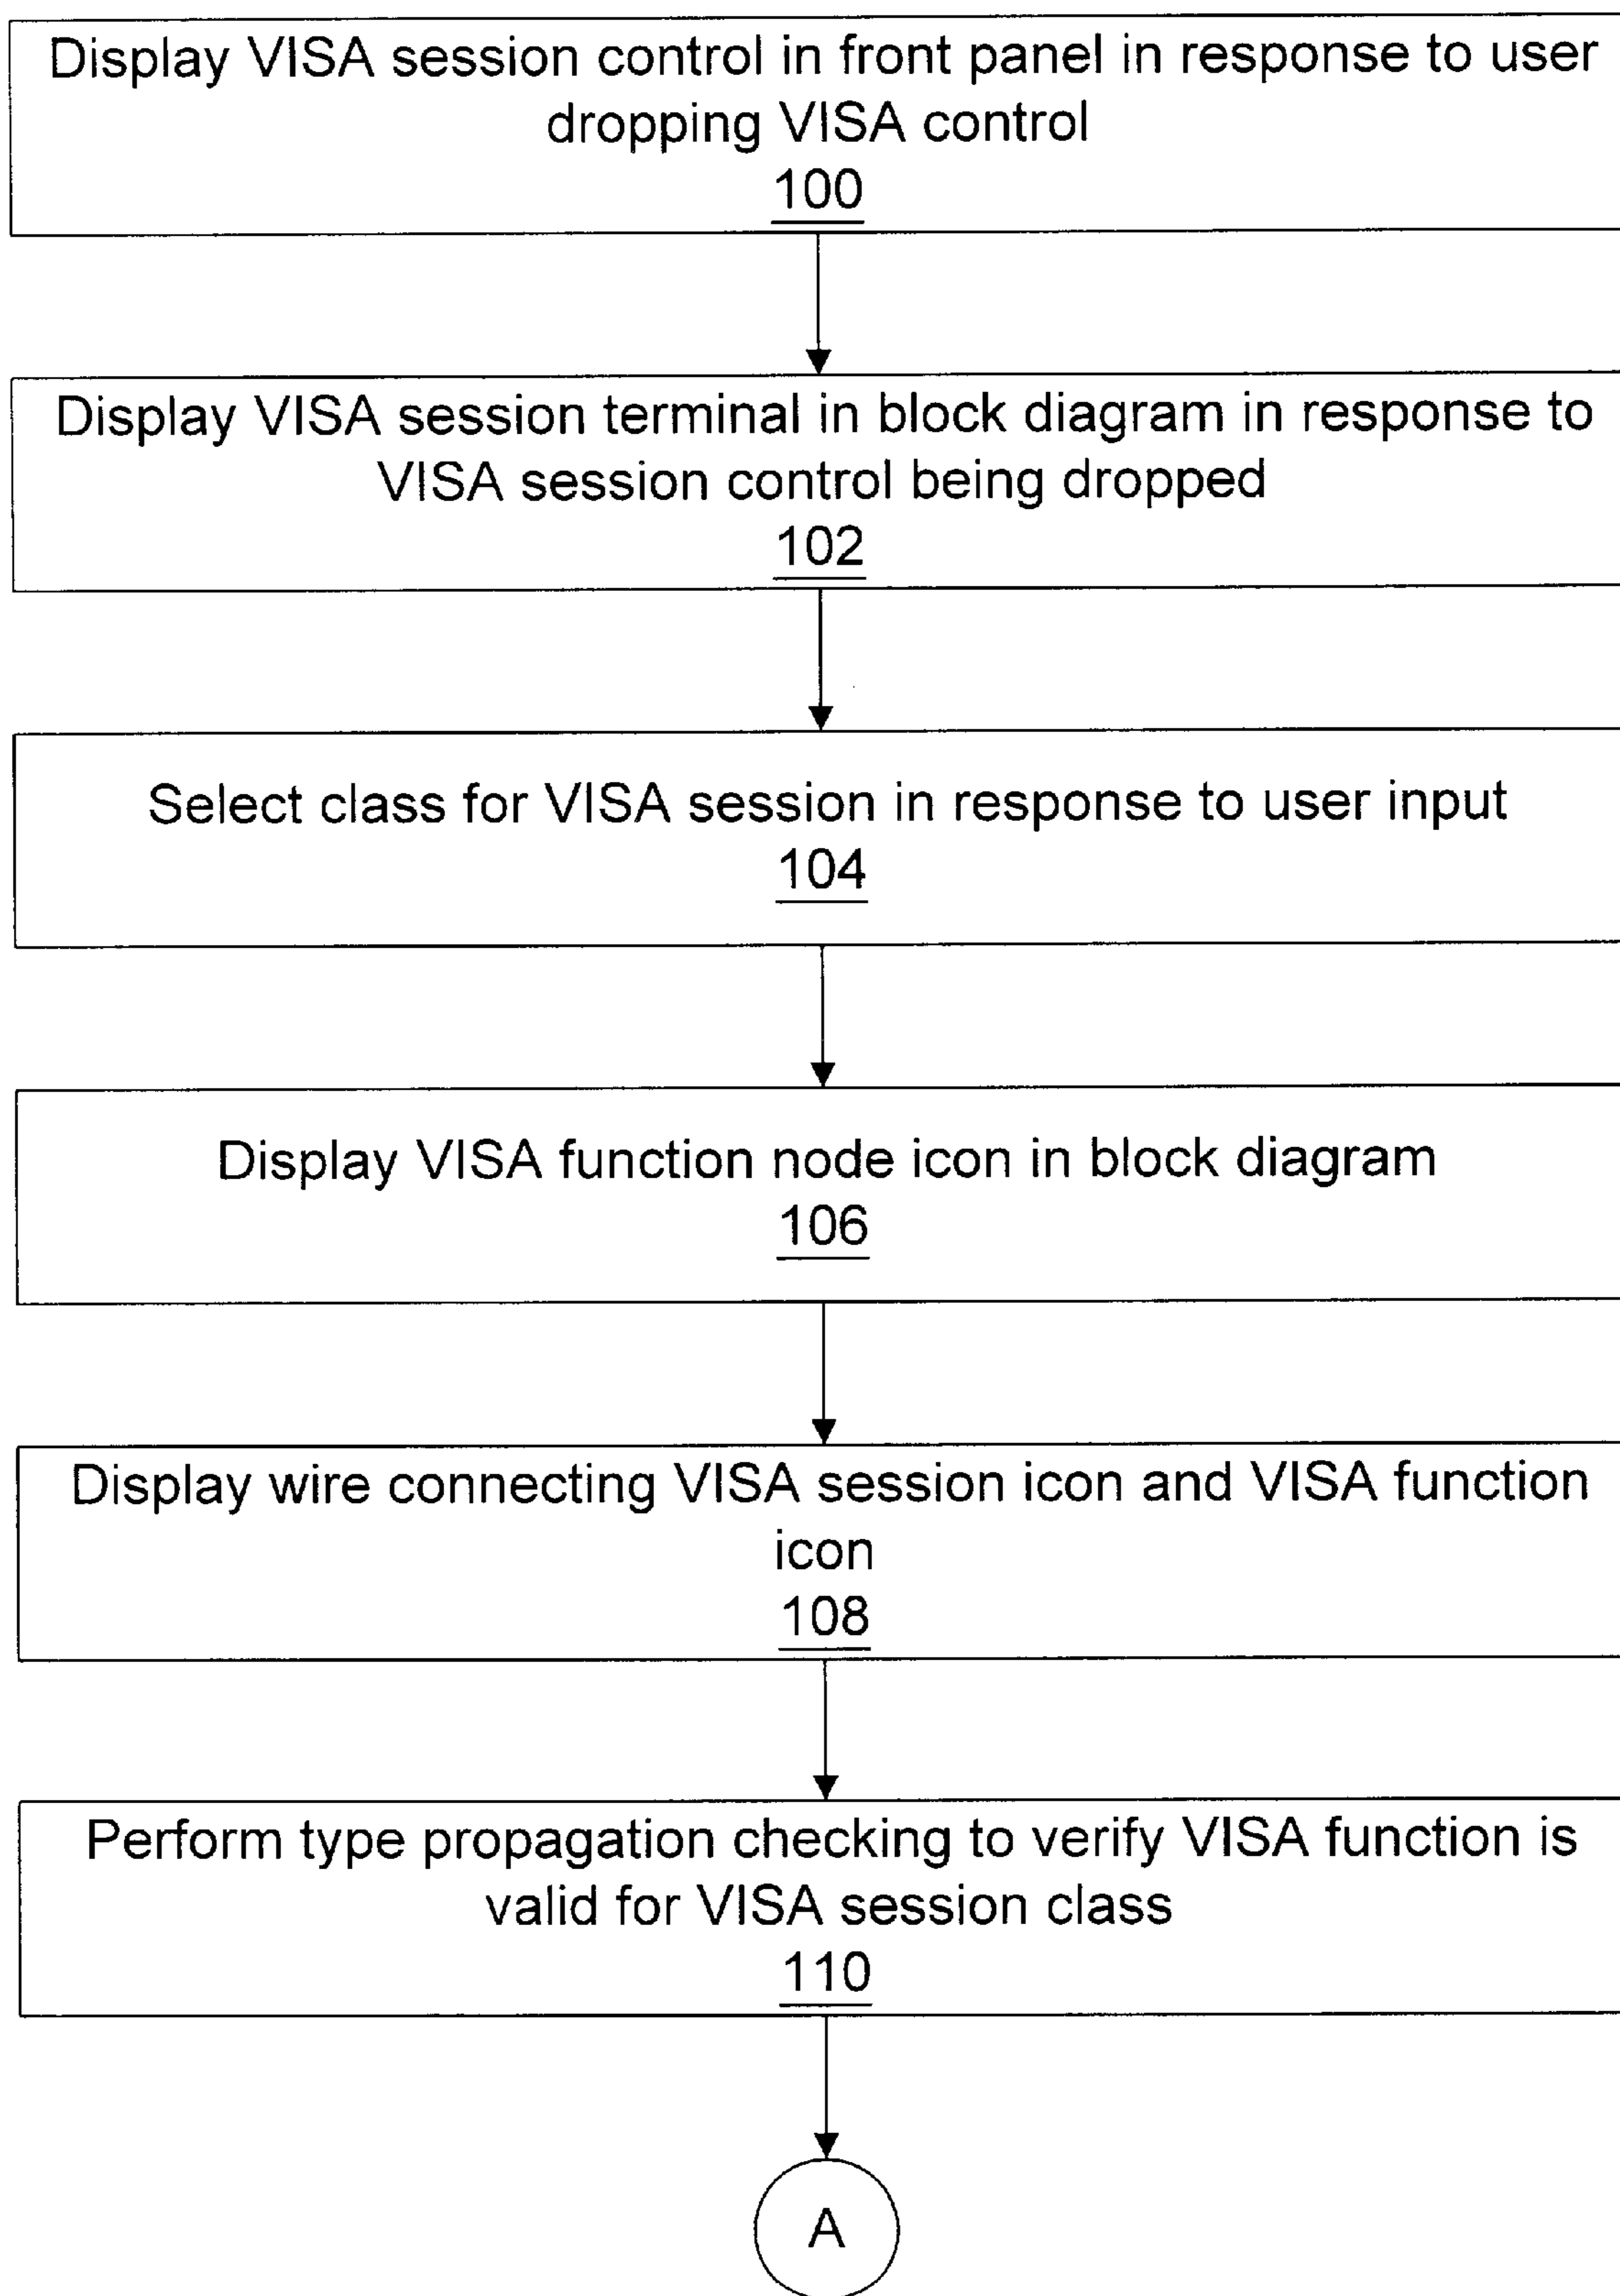 Display VISA session control in front panel in response to user
dropping VISA control
100
Display VISA session terminal in block diagram in response to
VISA session control being dropped
102
Select class for VISA session in response to user input
104
Display VISA function node icon in block diagram
106
Display wire connecting VISA session icon and VISA function
icon
108
Perform type propagation checking to verify VISA function is
valid for VISA session class
110
A